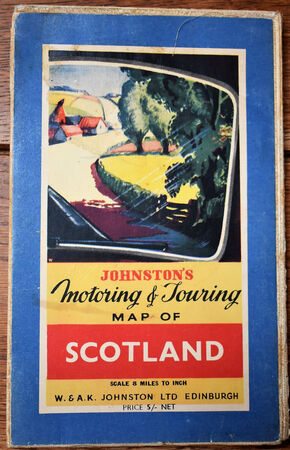 JOHNSTON'S
Motoring & Touring
MAP OF
SCOTLAND
SCALE 8 MILES TO INCH
W. & A.K. JOHNSTON LTD EDINBURGH
PRICE 5/- NET